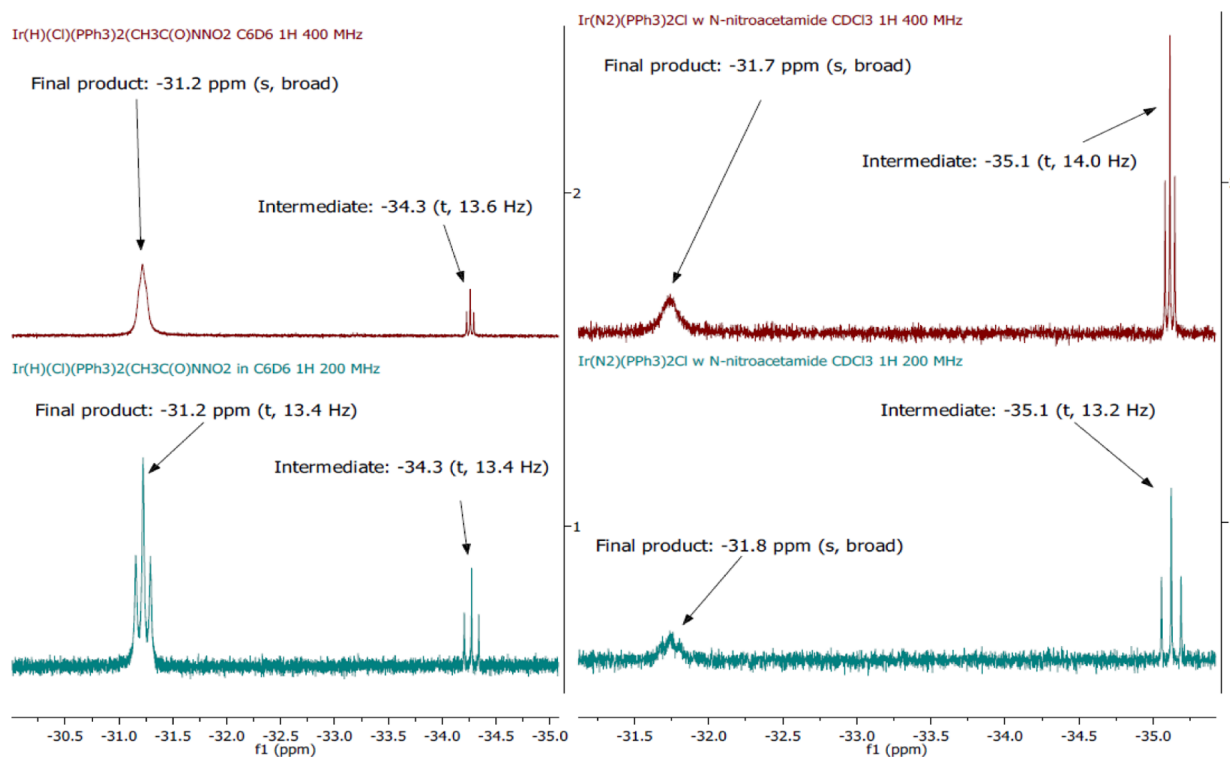 Ir(H)(Cl)(PPh3)2(CH3C(O)NNO2 C6D6 1H 400 MHz
Final product: -31.2 ppm (s, broad)
Intermediate: -34.3 (t, 13.6 Hz)
2
Ir(N2)(PPh3)2Cl w N-nitroacetamide CDCl3 1H 400 MHz
Final product: -31.7 ppm (s, broad)
Intermediate: -35.1 (t, 14.0 Hz)
Ir(H)(Cl)(PPh3)2(CH3C(O)NNO2 in C6D6 1H 200 MHz
Final product: -31.2 ppm (t, 13.4 Hz)
Intermediate: -34.3 (t, 13.4 Hz)
1
Ir(N2)(PPh3)2Cl w N-nitroacetamide CDCl3 1H 200 MHz
Intermediate: -35.1 (t, 13.2 Hz)
Final product: -31.8 ppm (s, broad)
-30.5 -31.0 -31.5 -32.0 -32.5 -33.0 -33.5 -34.0 -34.5 -35.0
f1 (ppm)
-31.5 -32.0 -32.5 -33.0 -33.5 -34.0 -34.5 -35.0
f1 (ppm)